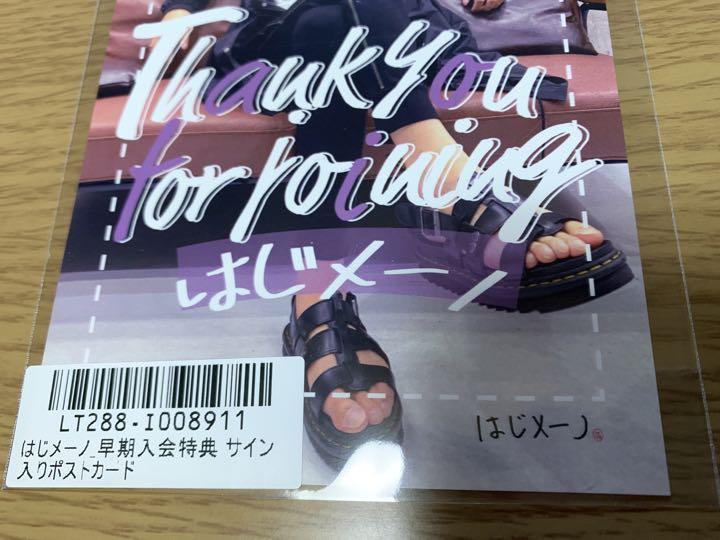 Thank you
for joining
はじメーノ
LT288-I008911
はじメーノ_早期入会特典 サイン
入りポストカード
はじメーノ